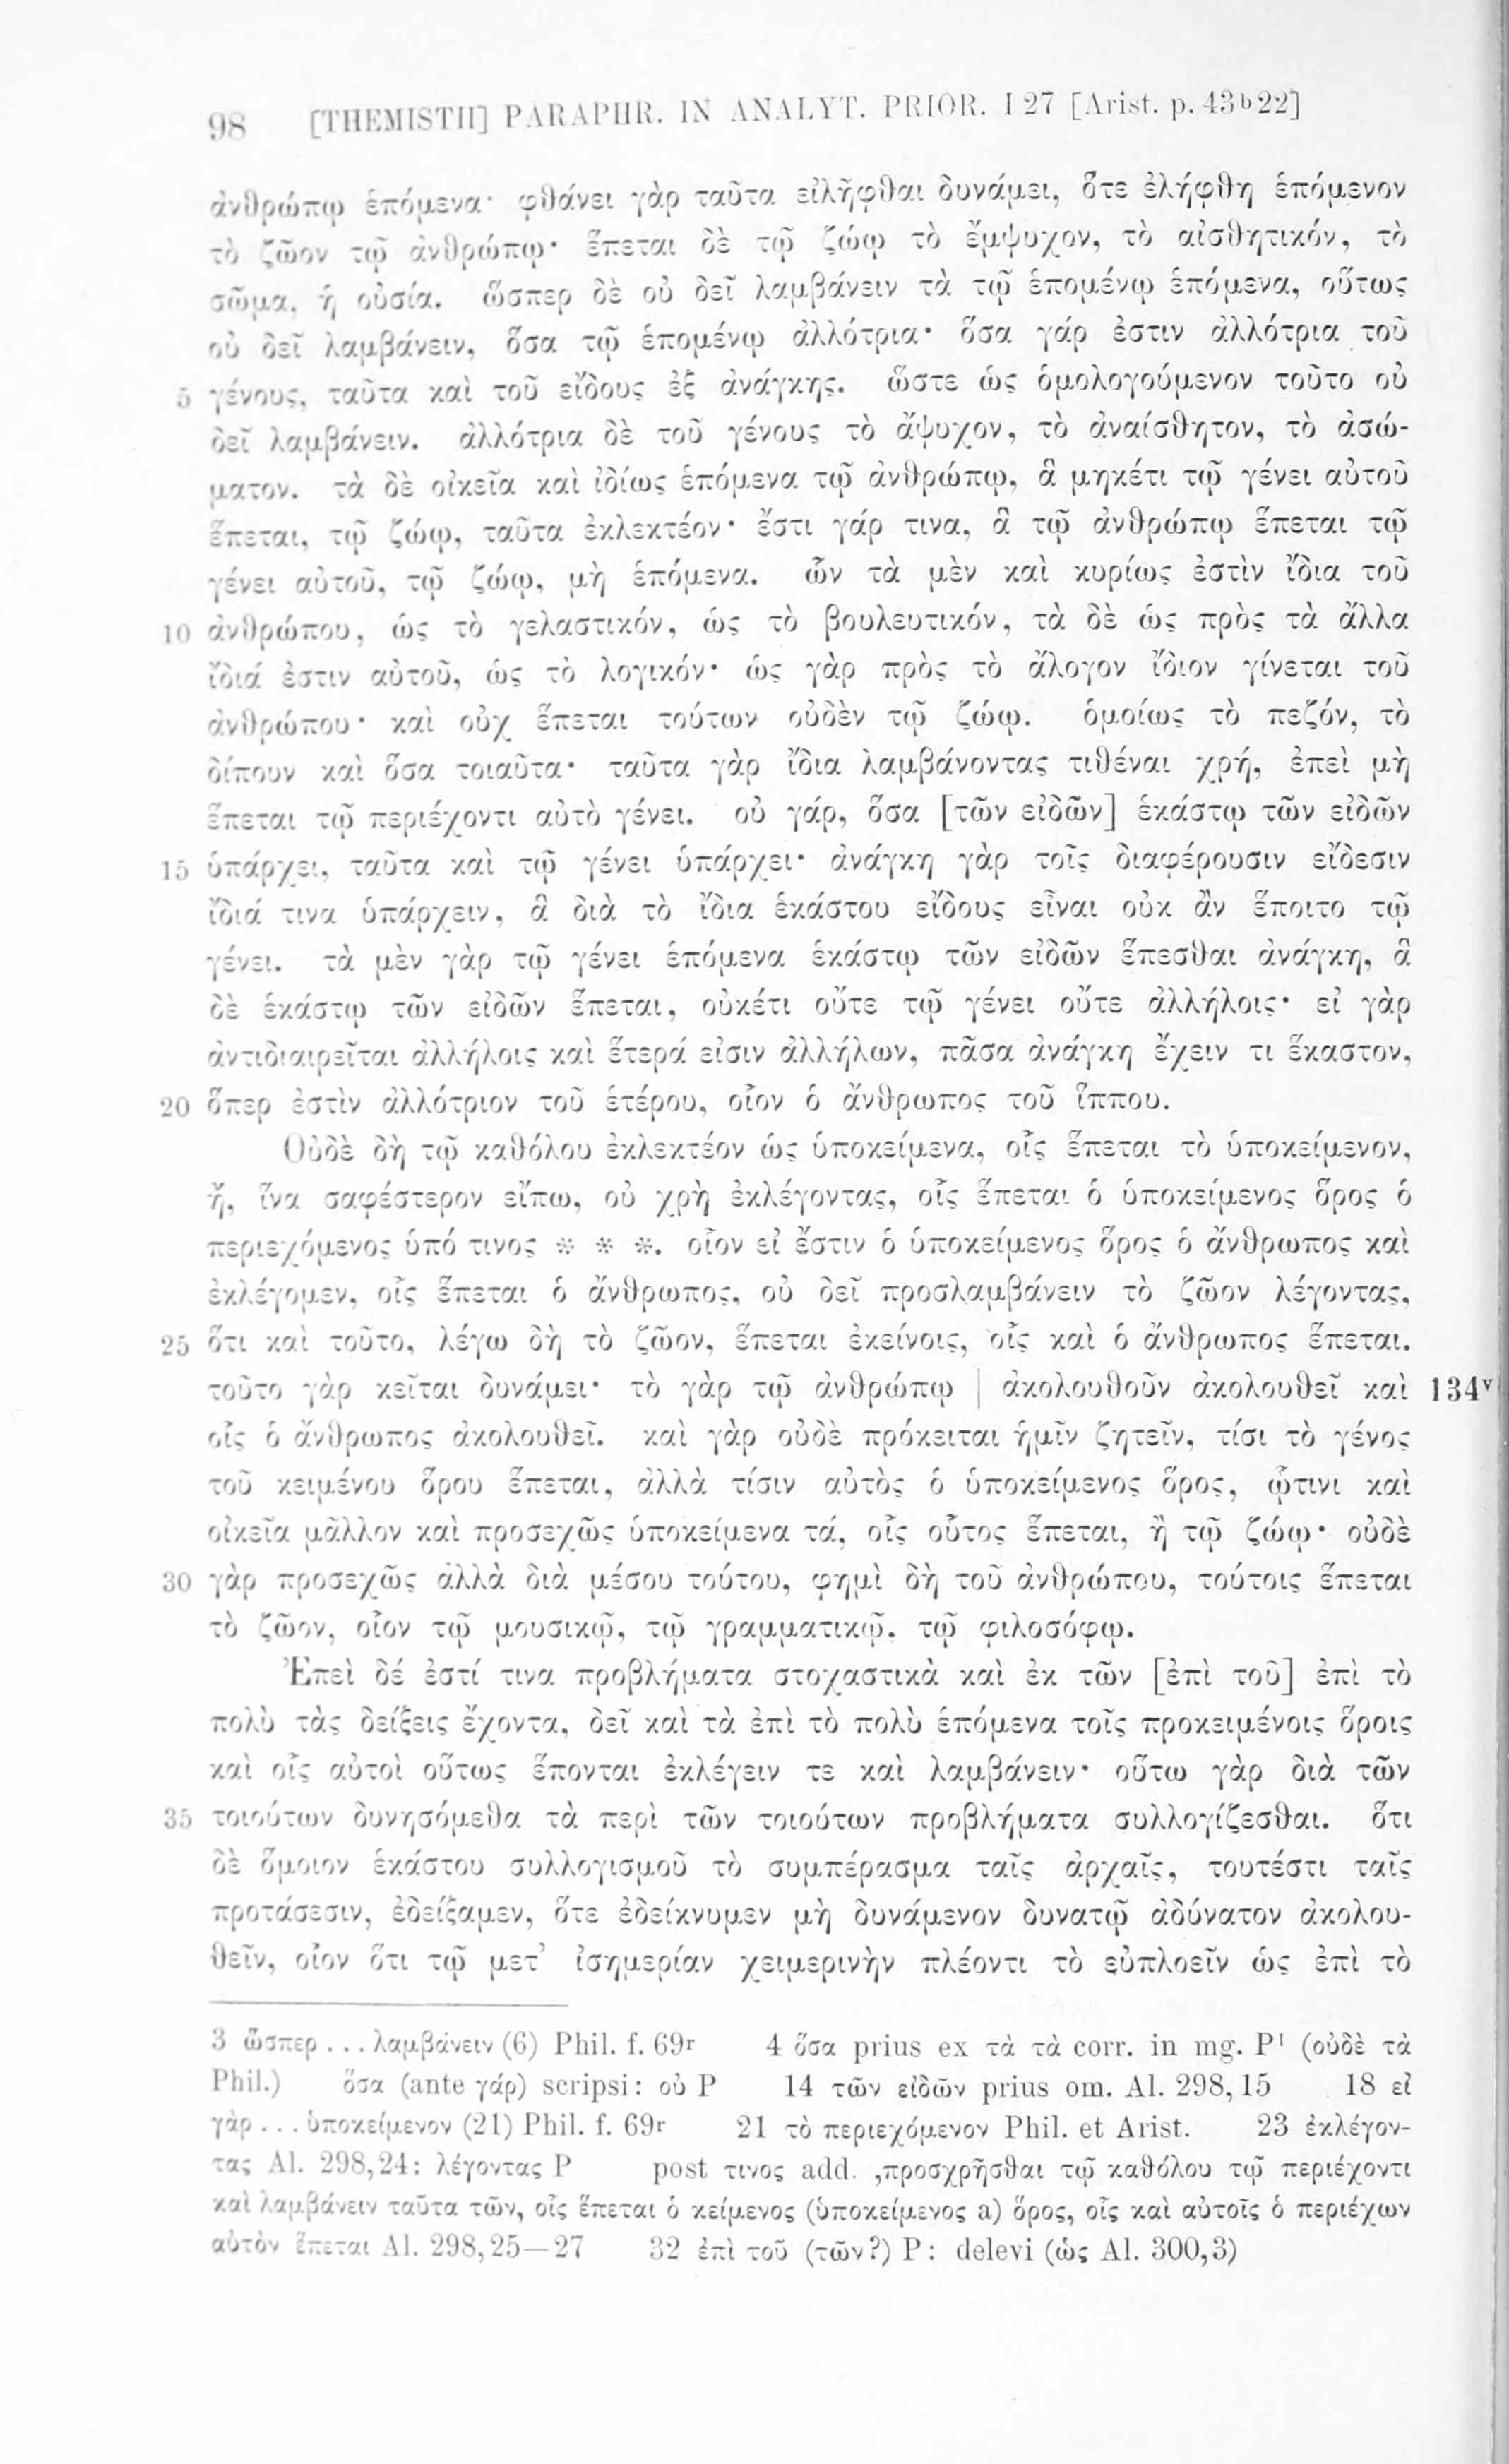 98 [THEMISTII] PARAPHR. IN ANALYT. PRIOR. I 27 [Arist. p. 43b22]
ἀνθρώπῳ ἑπόμενα· φθάνει γὰρ ταῦτα εἰλῆφθαι δυνάμει, ὅτε ἐλήφθη ἑπόμενον
τὸ ζῶον τῷ ἀνθρώπῳ· ἕπεται δὲ τῷ ζώῳ τὸ ἔμψυχον, τὸ αἰσθητικόν, τὸ
σῶμα, ἡ οὐσία. ὥσπερ δὲ οὐ δεῖ λαμβάνειν τὰ τῷ ἑπομένῳ ἑπόμενα, οὕτως
οὐ δεῖ λαμβάνειν, ὅσα τῷ ἑπομένῳ ἀλλότρια· ὅσα γάρ ἐστιν ἀλλότρια τοῦ
5 γένους, ταῦτα καὶ τοῦ εἴδους ἐξ ἀνάγκης. ὥστε ὡς ὁμολογούμενον τοῦτο οὐ
δεῖ λαμβάνειν. ἀλλότρια δὲ τοῦ γένους τὸ ἄψυχον, τὸ ἀναίσθητον, τὸ ἀσώ-
ματον. τὰ δὲ οἰκεῖα καὶ ἰδίως ἑπόμενα τῷ ἀνθρώπῳ, ἃ μηκέτι τῷ γένει αὐτοῦ
ἕπεται, τῷ ζώῳ, ταῦτα ἐκλεκτέον· ἔστι γάρ τινα, ἃ τῷ ἀνθρώπῳ ἕπεται τῷ
γένει αὐτοῦ, τῷ ζώῳ, μὴ ἑπόμενα. ὧν τὰ μὲν καὶ κυρίως ἐστὶν ἴδια τοῦ
10 ἀνθρώπου, ὡς τὸ γελαστικόν, ὡς τὸ βουλευτικόν, τὰ δὲ ὡς πρὸς τὰ ἄλλα
ἴδιά ἐστιν αὐτοῦ, ὡς τὸ λογικόν· ὡς γὰρ πρὸς τὸ ἄλογον ἴδιον γίνεται τοῦ
ἀνθρώπου· καὶ οὐχ ἕπεται τούτων οὐδὲν τῷ ζώῳ. ὁμοίως τὸ πεζόν, τὸ
δίπουν καὶ ὅσα τοιαῦτα· ταῦτα γὰρ ἴδια λαμβάνοντας τιθέναι χρή, ἐπεὶ μὴ
ἕπεται τῷ περιέχοντι αὐτὸ γένει. οὐ γάρ, ὅσα [τῶν εἰδῶν] ἑκάστῳ τῶν εἰδῶν
15 ὑπάρχει, ταῦτα καὶ τῷ γένει ὑπάρχει· ἀνάγκη γὰρ τοῖς διαφέρουσιν εἴδεσιν
ἴδιά τινα ὑπάρχειν, ἃ διὰ τὸ ἴδια ἑκάστου εἴδους εἶναι οὐκ ἂν ἕποιτο τῷ
γένει. τὰ μὲν γὰρ τῷ γένει ἑπόμενα ἑκάστῳ τῶν εἰδῶν ἕπεσθαι ἀνάγκη, ἃ
δὲ ἑκάστῳ τῶν εἰδῶν ἕπεται, οὐκέτι οὔτε τῷ γένει οὔτε ἀλλήλοις· εἰ γὰρ
ἀντιδιαιρεῖται ἀλλήλοις καὶ ἕτερά εἰσιν ἀλλήλων, πᾶσα ἀνάγκη ἔχειν τι ἕκαστον,
20 ὅπερ ἐστὶν ἀλλότριον τοῦ ἑτέρου, οἷον ὁ ἄνθρωπος τοῦ ἵππου.
Οὐδὲ δὴ τῷ καθόλου ἐκλεκτέον ὡς ὑποκείμενα, οἷς ἕπεται τὸ ὑποκείμενον,
ἤ, ἵνα σαφέστερον εἴπω, οὐ χρὴ ἐκλέγοντας, οἷς ἕπεται ὁ ὑποκείμενος ὅρος ὁ
περιεχόμενος ὑπό τινος * * *. οἷον εἰ ἔστιν ὁ ὑποκείμενος ὅρος ὁ ἄνθρωπος καὶ
ἐκλέγομεν, οἷς ἕπεται ὁ ἄνθρωπος, οὐ δεῖ προσλαμβάνειν τὸ ζῶον λέγοντας,
25 ὅτι καὶ τοῦτο, λέγω δὴ τὸ ζῶον, ἕπεται ἐκείνοις, οἷς καὶ ὁ ἄνθρωπος ἕπεται.
τοῦτο γὰρ κεῖται δυνάμει· τὸ γὰρ τῷ ἀνθρώπῳ | ἀκολουθοῦν ἀκολουθεῖ καὶ 134v
οἷς ὁ ἄνθρωπος ἀκολουθεῖ. καὶ γὰρ οὐδὲ πρόκειται ἡμῖν ζητεῖν, τίσι τὸ γένος
τοῦ κειμένου ὅρου ἕπεται, ἀλλὰ τίσιν αὐτὸς ὁ ὑποκείμενος ὅρος, ᾧτινι καὶ
οἰκεῖα μᾶλλον καὶ προσεχῶς ὑποκείμενα τά, οἷς οὗτος ἕπεται, ἢ τῷ ζώῳ· οὐδὲ
30 γὰρ προσεχῶς ἀλλὰ διὰ μέσου τούτου, φημὶ δὴ τοῦ ἀνθρώπου, τούτοις ἕπεται
τὸ ζῶον, οἷον τῷ μουσικῷ, τῷ γραμματικῷ, τῷ φιλοσόφῳ.
Ἐπεὶ δέ ἐστί τινα προβλήματα στοχαστικὰ καὶ ἐκ τῶν [ἐπὶ τοῦ] ἐπὶ τὸ
πολὺ τὰς δείξεις ἔχοντα, δεῖ καὶ τὰ ἐπὶ τὸ πολὺ ἑπόμενα τοῖς προκειμένοις ὅροις
καὶ οἷς αὐτοὶ οὕτως ἕπονται ἐκλέγειν τε καὶ λαμβάνειν· οὕτω γὰρ διὰ τῶν
35 τοιούτων δυνησόμεθα τὰ περὶ τῶν τοιούτων προβλήματα συλλογίζεσθαι. ὅτι
δὲ ὅμοιον ἑκάστου συλλογισμοῦ τὸ συμπέρασμα ταῖς ἀρχαῖς, τουτέστι ταῖς
προτάσεσιν, ἐδείξαμεν, ὅτε ἐδείκνυμεν μὴ δυνάμενον δυνατῷ ἀδύνατον ἀκολου-
θεῖν, οἷον ὅτι τῷ μετ’ ἰσημερίαν χειμερινὴν πλέοντι τὸ εὐπλοεῖν ὡς ἐπὶ τὸ
3 ὥσπερ . . . λαμβάνειν (6) Phil. f. 69r 4 ὅσα prius ex τὰ τὰ corr. in mg. P¹ (οὐδὲ τὰ
Phil.) ὅσα (ante γάρ) scripsi: οὐ P 14 τῶν εἰδῶν prius om. Al. 298,15 18 εἰ
γὰρ . . . ὑποκείμενον (21) Phil. f. 69r 21 τὸ περιεχόμενον Phil. et Arist. 23 ἐκλέγον-
τας Al. 298,24: λέγοντας P post τινος add. ‚προσχρῆσθαι τῷ καθόλου τῷ περιέχοντι
καὶ λαμβάνειν ταῦτα τῶν, οἷς ἕπεται ὁ κείμενος (ὑποκείμενος a) ὅρος, οἷς καὶ αὐτοῖς ὁ περιέχων
αὐτὸν ἕπεται Al. 298,25—27 32 ἐπὶ τοῦ (τῶν?) P: delevi (ὡς Al. 300,3)